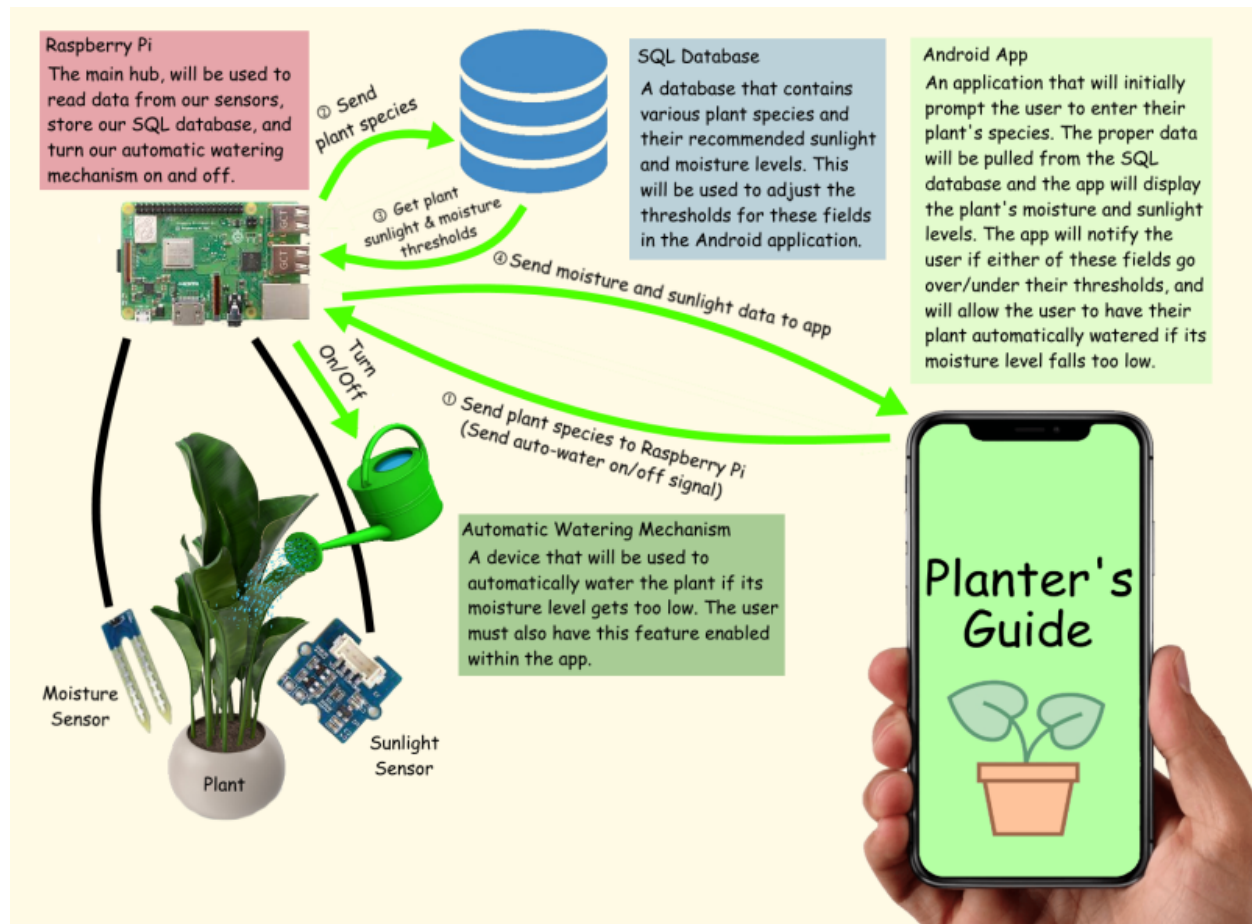 Raspberry Pi
The main hub, will be used to
read data from our sensors,
store our SQL database, and
turn our automatic watering
mechanism on and off.
② Send
plant species
SQL Database
A database that contains
various plant species and
their recommended sunlight
and moisture levels. This
will be used to adjust the
thresholds for these fields
in the Android application.
Android App
An application that will initially
prompt the user to enter their
plant's species. The proper data
will be pulled from the SQL
database and the app will display
the plant's moisture and sunlight
levels. The app will notify the
user if either of these fields go
over/under their thresholds, and
will allow the user to have their
plant automatically watered if its
moisture level falls too low.
③ Get plant
sunlight & moisture
thresholds
GCT
GCT
HDMI
④ Send moisture and sunlight data to app
Turn
On/Off
① Send plant species to Raspberry Pi
(Send auto-water on/off signal)
Automatic Watering Mechanism
A device that will be used to
automatically water the plant if its
moisture level gets too low. The user
must also have this feature enabled
within the app.
Planter's
Guide
Moisture
Sensor
Sunlight
Sensor
Plant